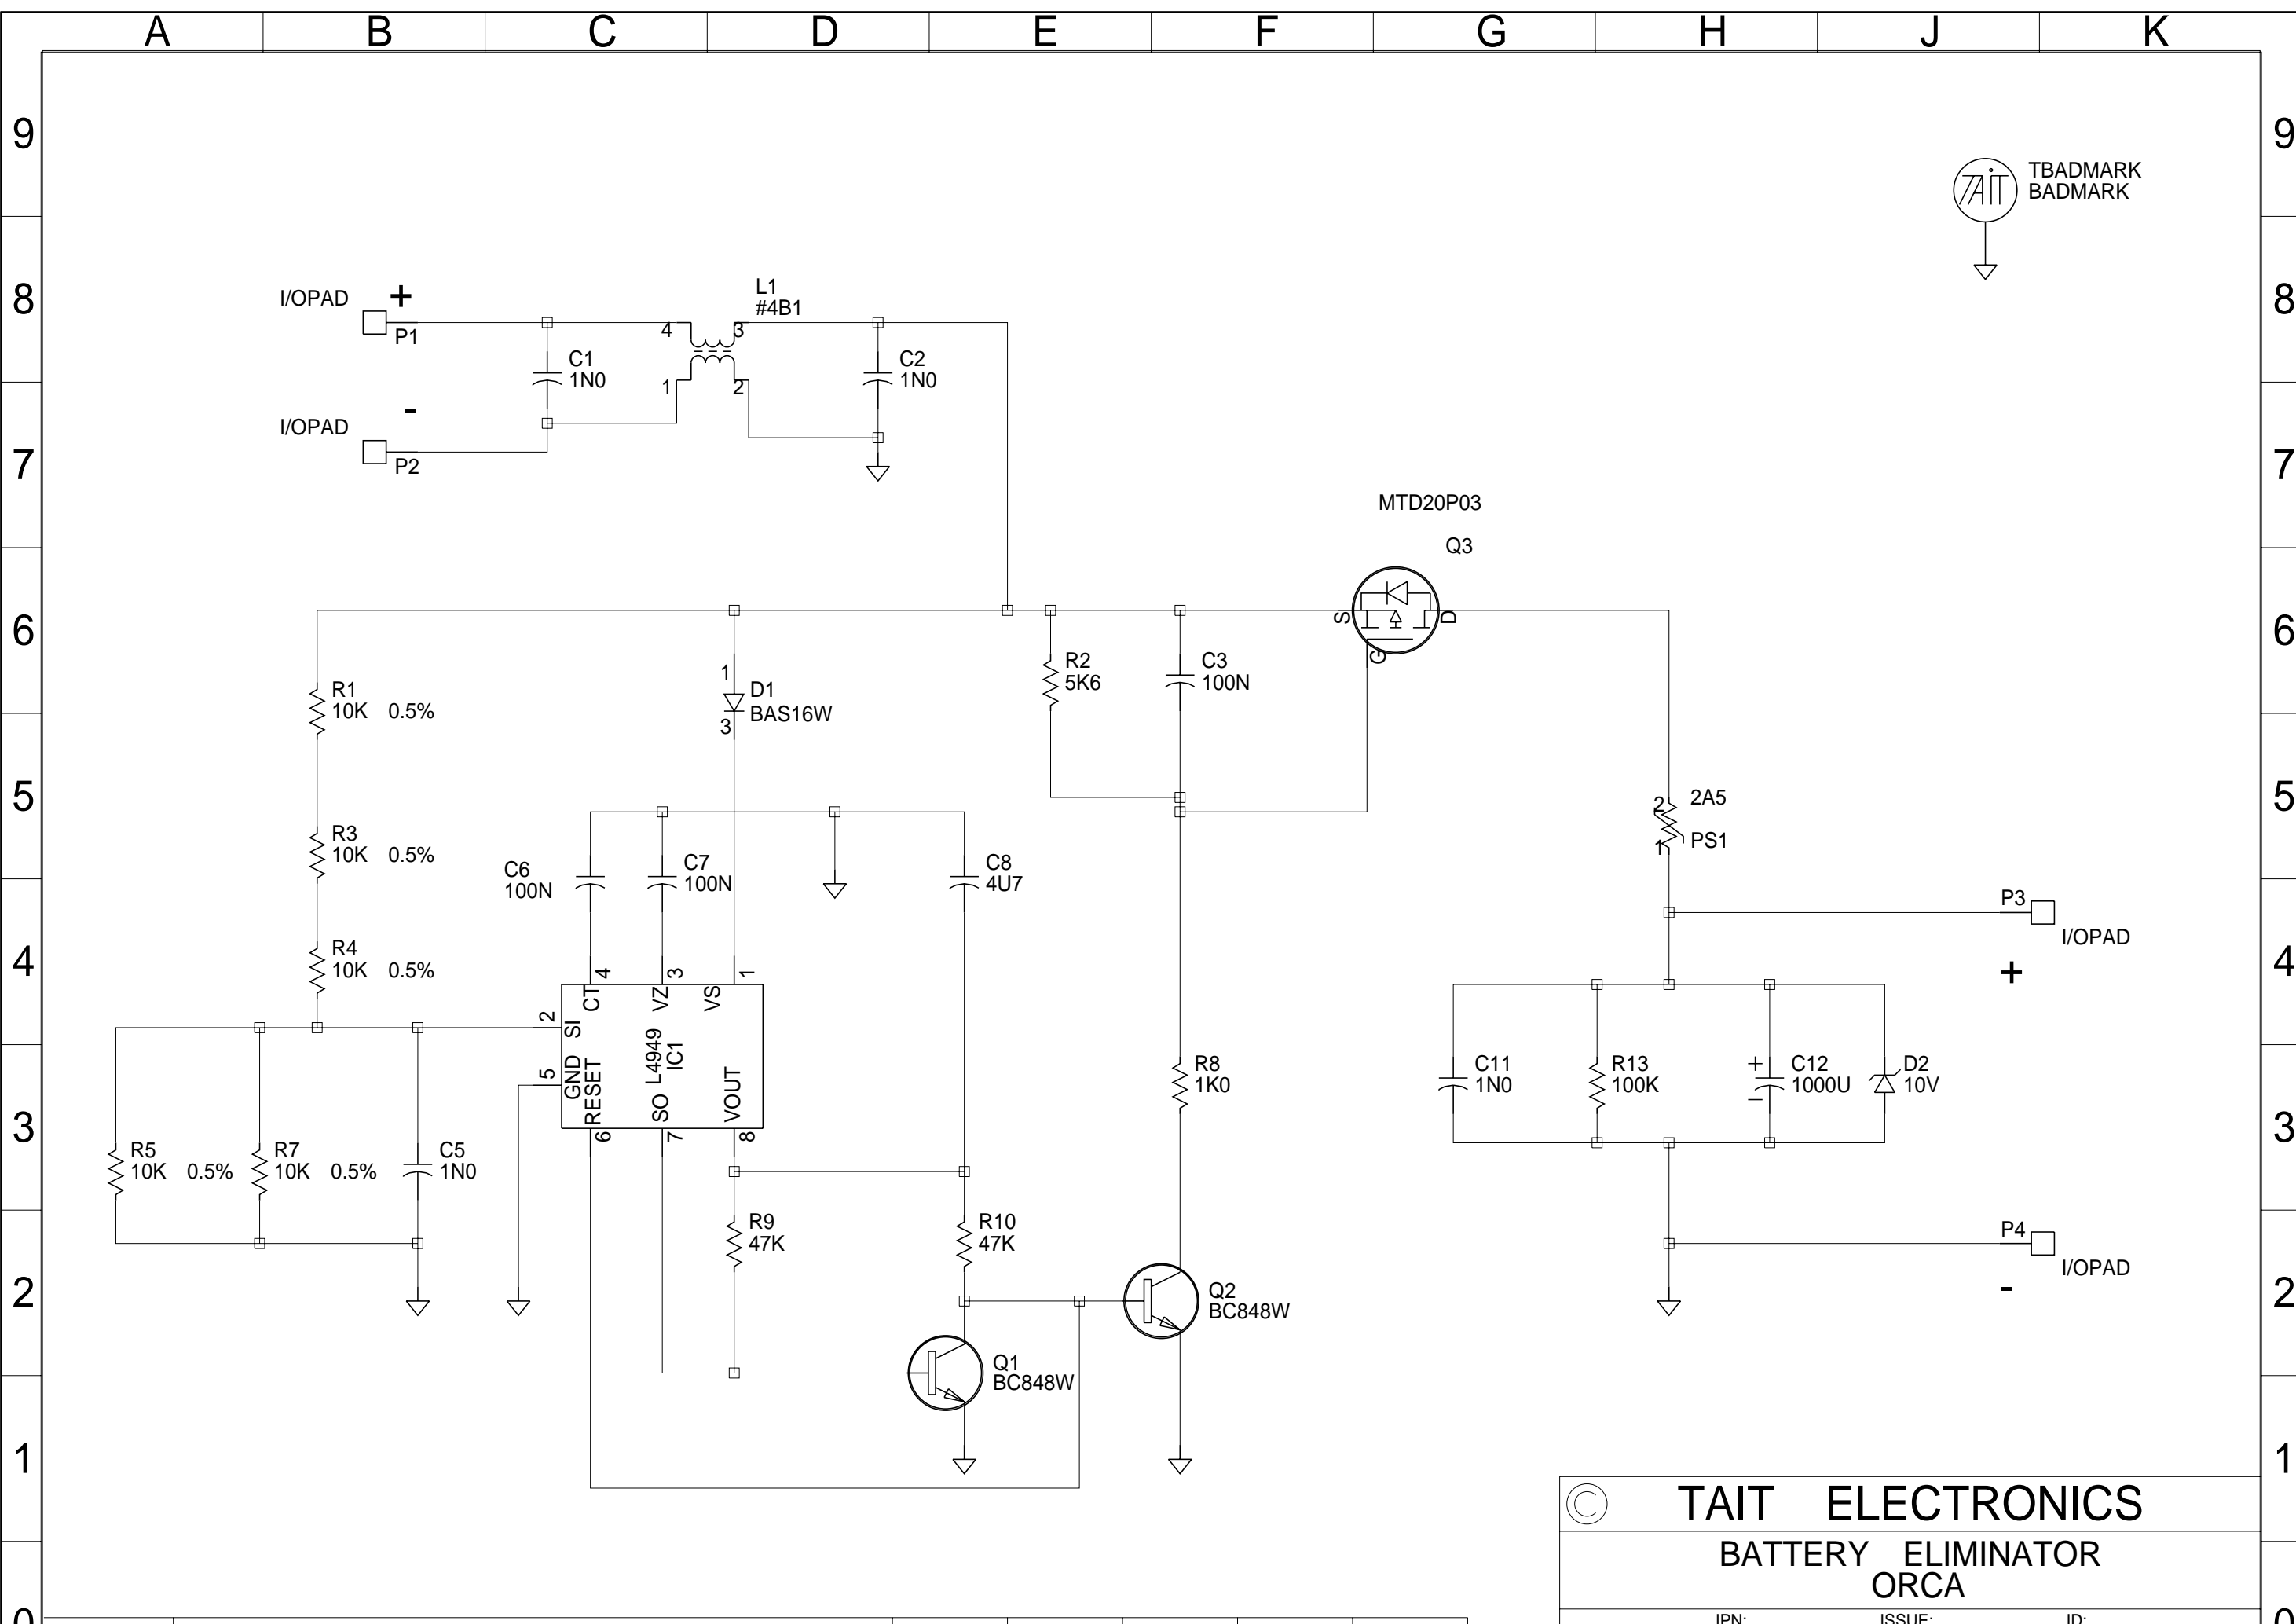 A B C D E F G H J K
9 9
TAIT TBADMARK
BADMARK
8 8
I/OPAD +
P1
L1
#4B1
4 3
C1
1N0
1 2
C2
1N0
-
I/OPAD
P2
7 7
MTD20P03
Q3
S D
G
6 6
R1
10K 0.5%
1
D1
BAS16W
3
R2
5K6
C3
100N
5 5
R3
10K 0.5%
C6
100N
C7
100N
C8
4U7
2 2A5
1 PS1
P3
I/OPAD
+
4 4
R4
10K 0.5%
4 3 1
CT VZ VS
2 SI
5 GND
RESET
L4949
IC1
SO
VOUT
6 7 8
R8
1K0
C11
1N0
R13
100K
+ C12
1000U
-
D2
10V
3 3
R5
10K 0.5%
R7
10K 0.5%
C5
1N0
R9
47K
R10
47K
P4
I/OPAD
-
2 2
Q2
BC848W
Q1
BC848W
1 1
© TAIT ELECTRONICS
BATTERY ELIMINATOR
ORCA
IPN: ISSUE: ID: